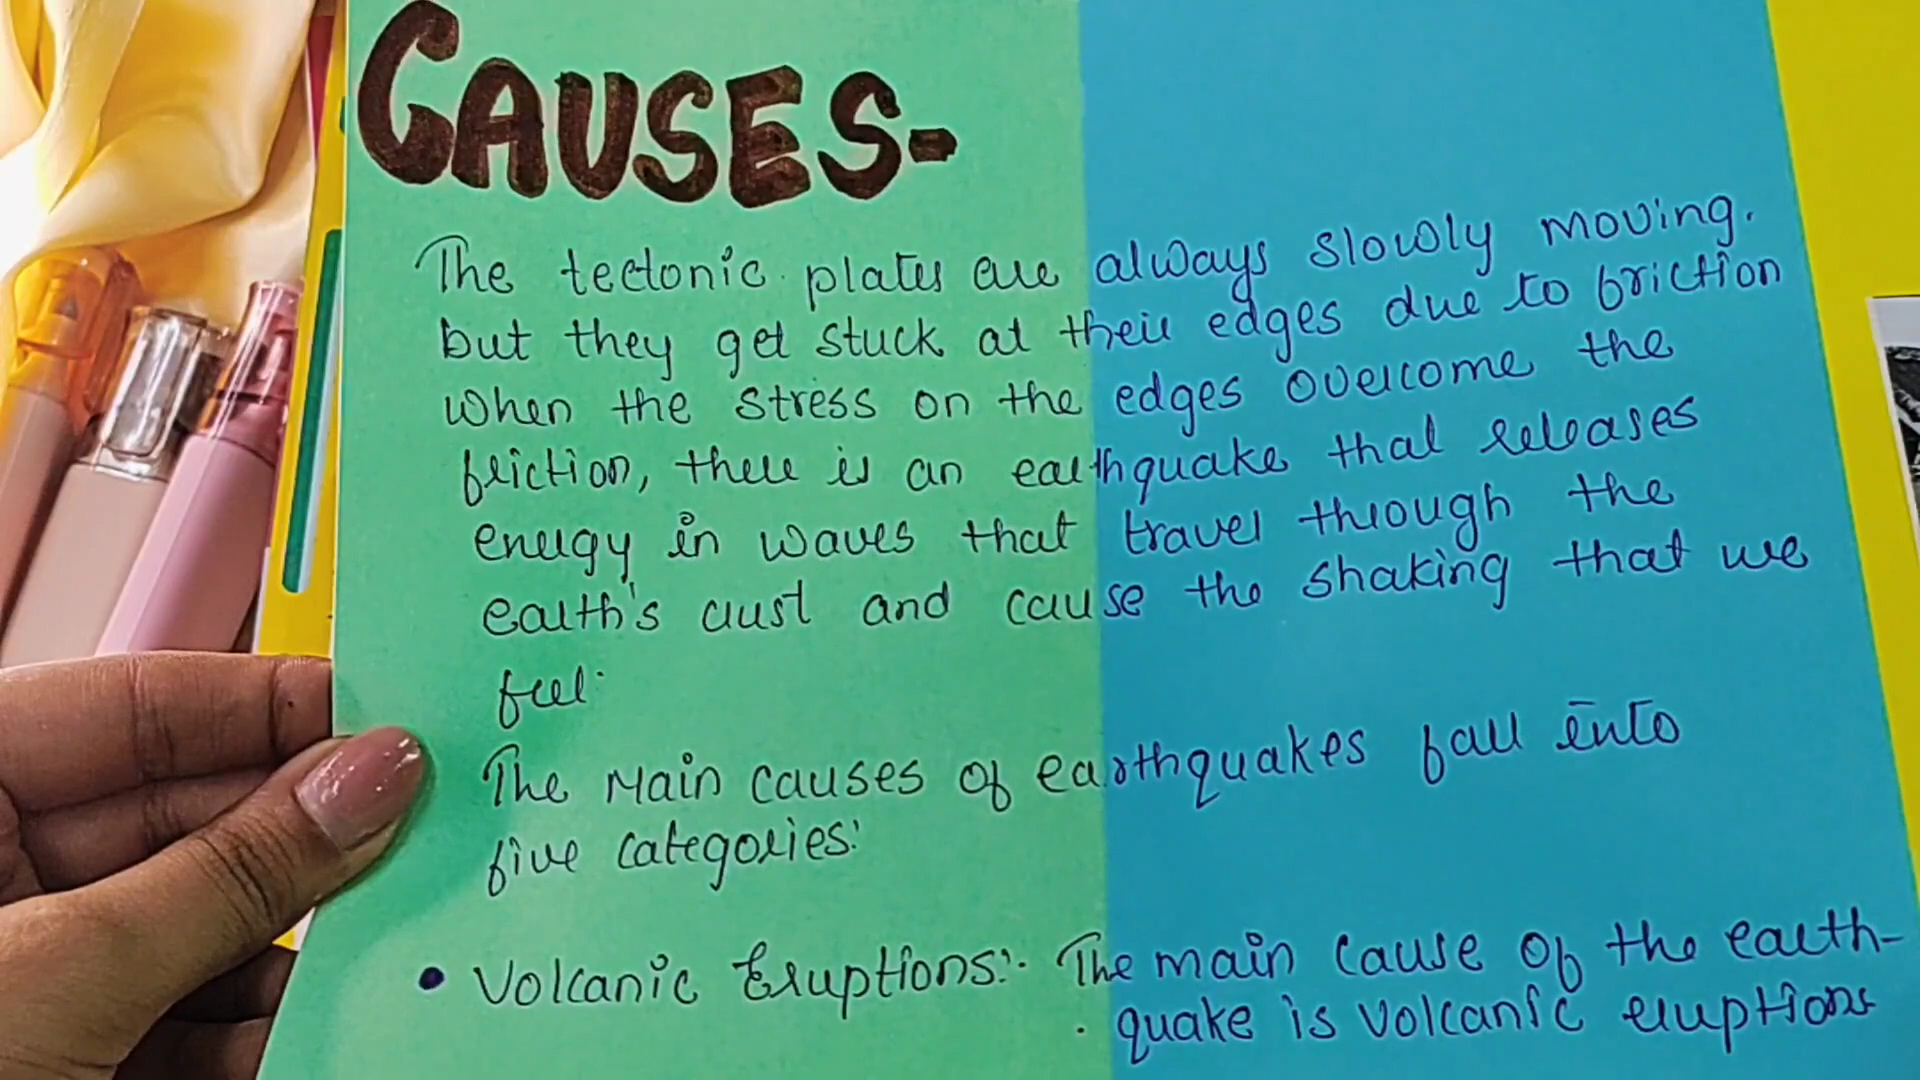 CAUSES-
The tectonic plates are always slowly moving.
but they get stuck at their edges due to friction
when the stress on the edges overcome the
friction, there is an earthquake that releases
energy in waves that travel through the
earth's crust and cause the shaking that we
feel.
The Main causes of earthquakes fall into
five categories:
• Volcanic Eruptions:- The main cause of the earth-
quake is volcanic eruptions